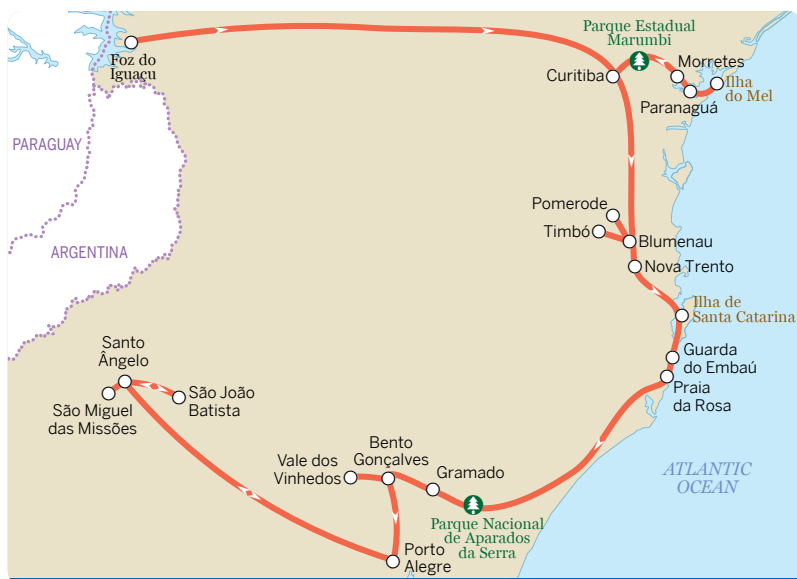 Foz do
Iguaçu
Parque Estadual
Marumbi
Curitiba
Morretes
Ilha
do Mel
Paranaguá
PARAGUAY
ARGENTINA
Pomerode
Timbó
Blumenau
Nova Trento
Ilha de
Santa Catarina
Guarda
do Embaú
Praia
da Rosa
Santo
Ângelo
São Miguel
das Missões
São João
Batista
Bento
Gonçalves
Vale dos
Vinhedos
Gramado
Parque Nacional
de Aparados
da Serra
Porto
Alegre
ATLANTIC
OCEAN